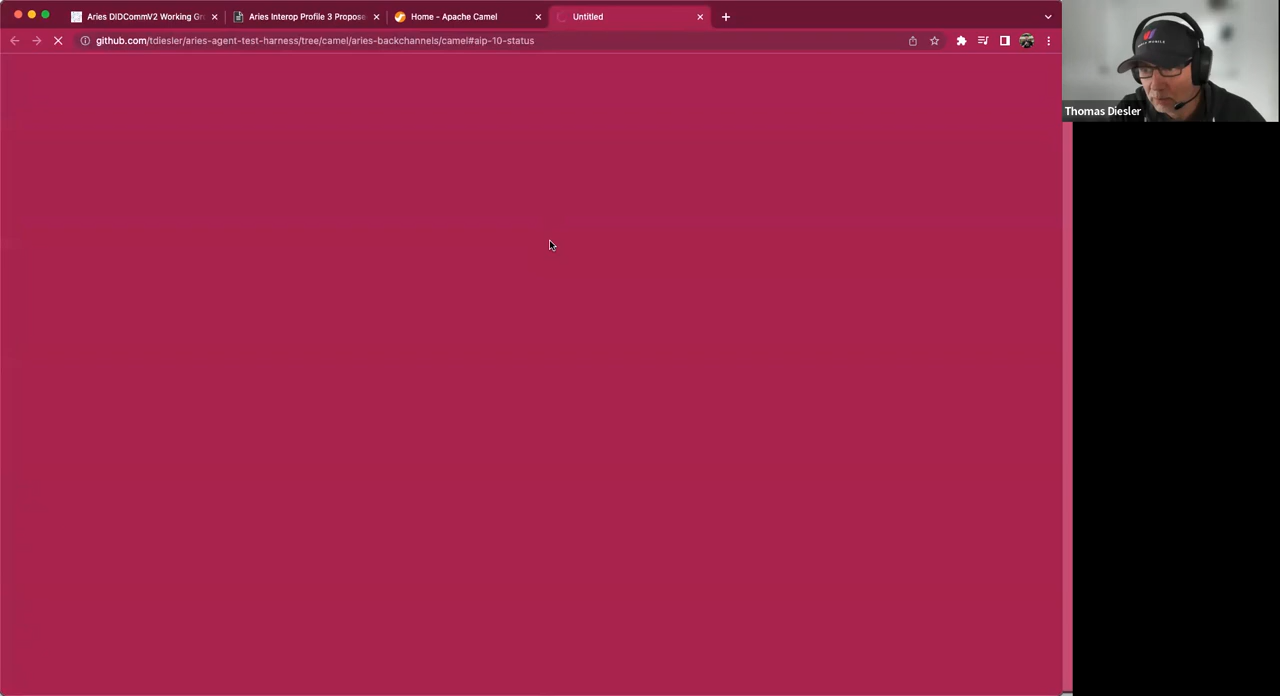 Aries DIDCommV2 Working Gr
Aries Interop Profile 3 Propose
Home - Apache Camel
Untitled
github.com/tdiesler/aries-agent-test-harness/tree/camel/aries-backchannels/camel#aip-10-status
Thomas Diesler